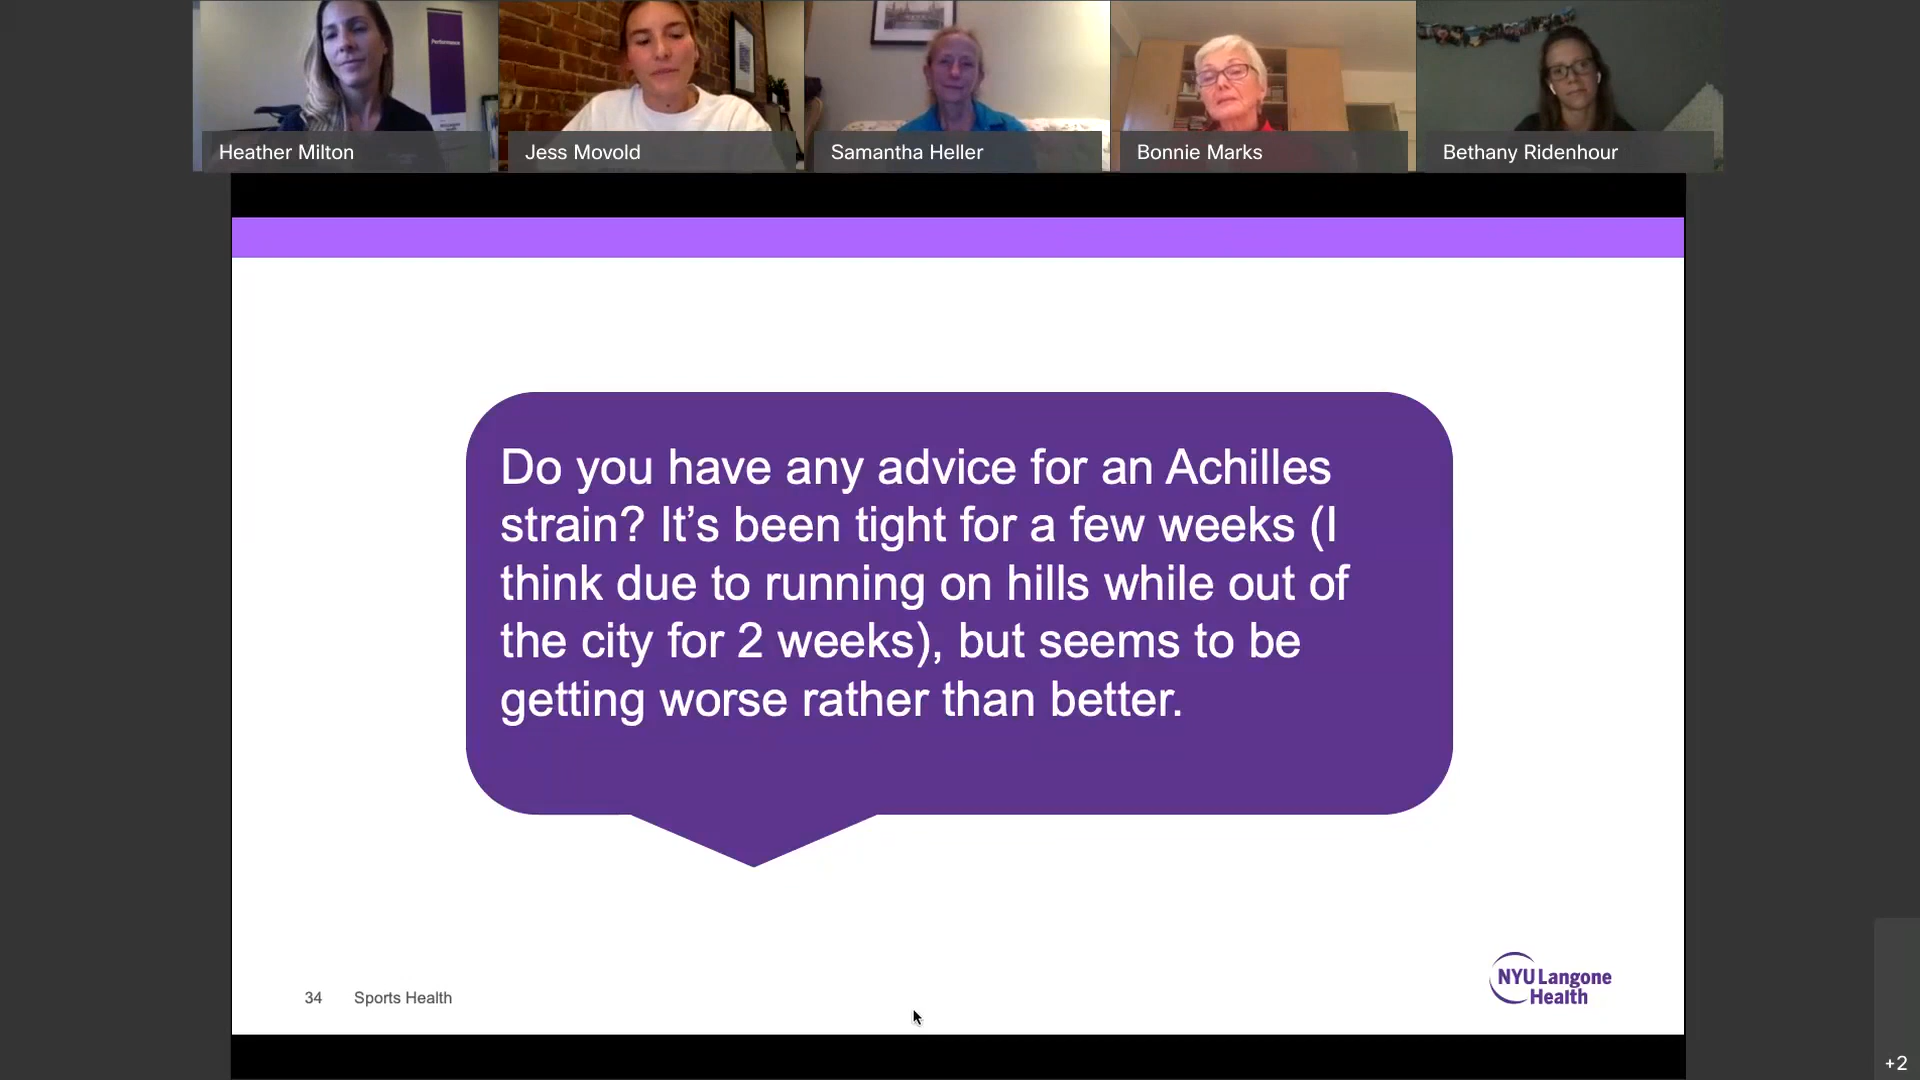 Performance
Heather Milton
Jess Movold
Samantha Heller
Bonnie Marks
Bethany Ridenhour
Do you have any advice for an Achilles
strain? It’s been tight for a few weeks (I
think due to running on hills while out of
the city for 2 weeks), but seems to be
getting worse rather than better.
34 Sports Health
NYU Langone
Health
+2